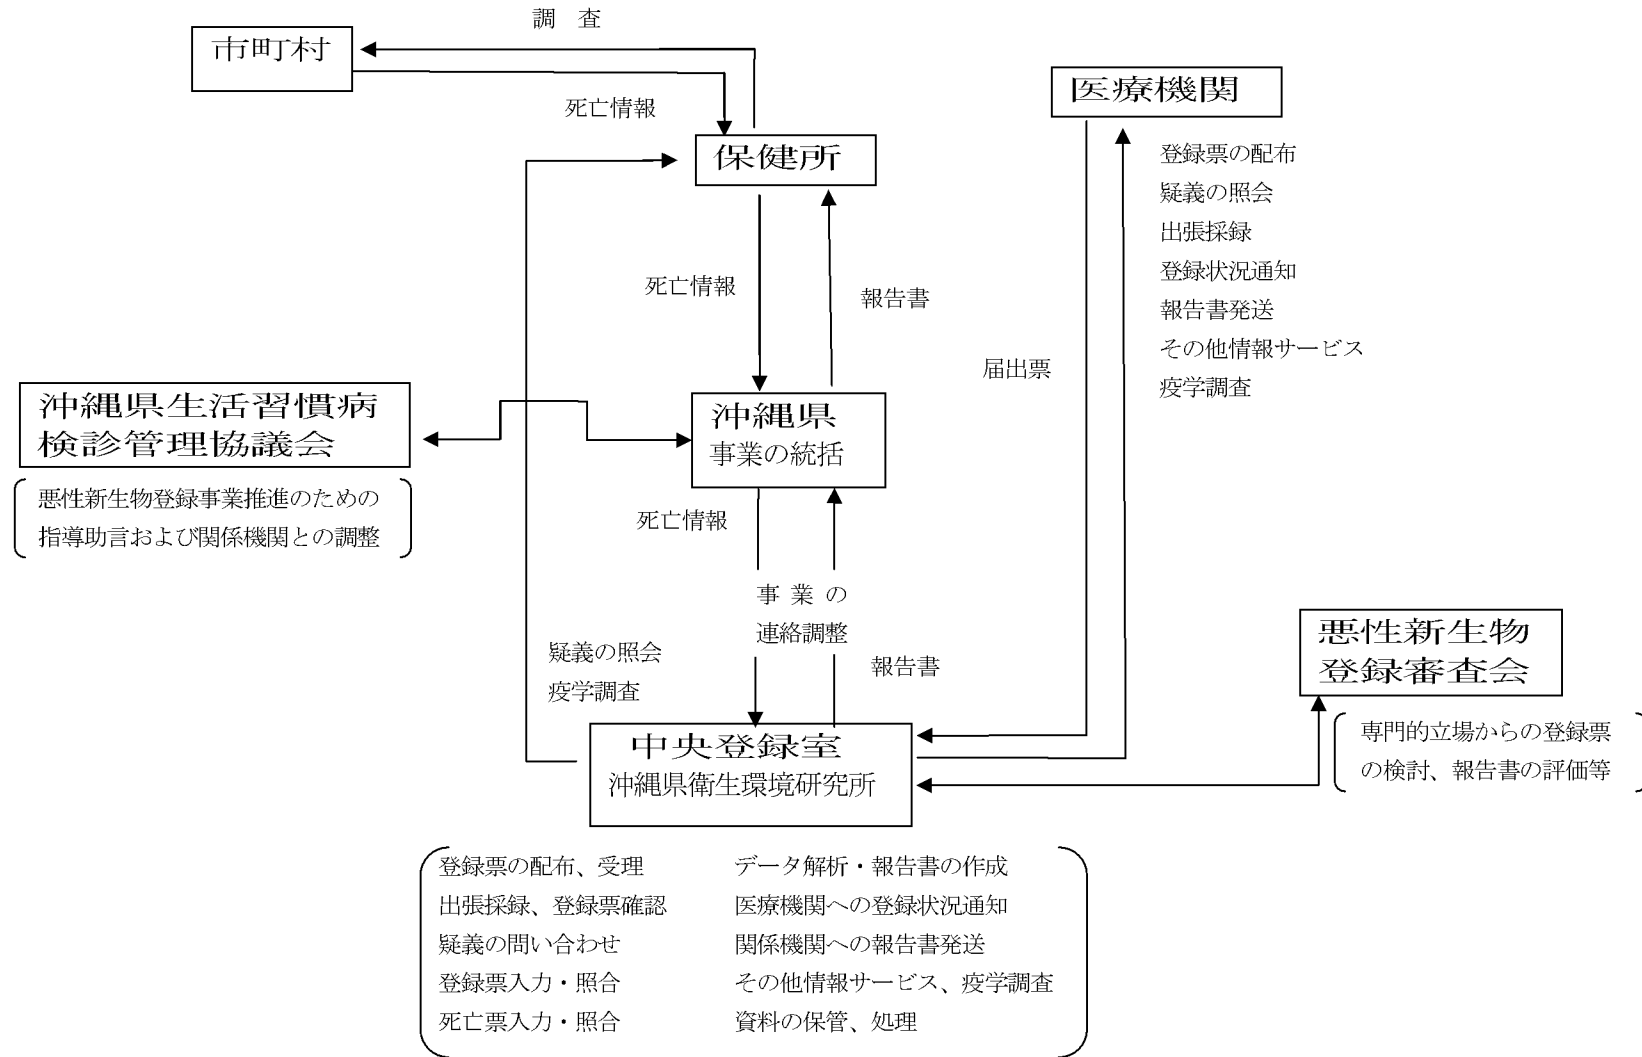 調　査
市町村
死亡情報
保健所
医療機関
登録票の配布
疑義の照会
出張採録
登録状況通知
報告書発送
その他情報サービス
疫学調査
死亡情報
報告書
届出票
沖縄県生活習慣病
検診管理協議会
悪性新生物登録事業推進のための
指導助言および関係機関との調整
沖縄県
事業の統括
死亡情報
事 業 の
連絡調整
疑義の照会
疫学調査
報告書
悪性新生物
登録審査会
専門的立場からの登録票
の検討、報告書の評価等
中央登録室
沖縄県衛生環境研究所
登録票の配布、受理
出張採録、登録票確認
疑義の問い合わせ
登録票入力・照合
死亡票入力・照合
データ解析・報告書の作成
医療機関への登録状況通知
関係機関への報告書発送
その他情報サービス、疫学調査
資料の保管、処理